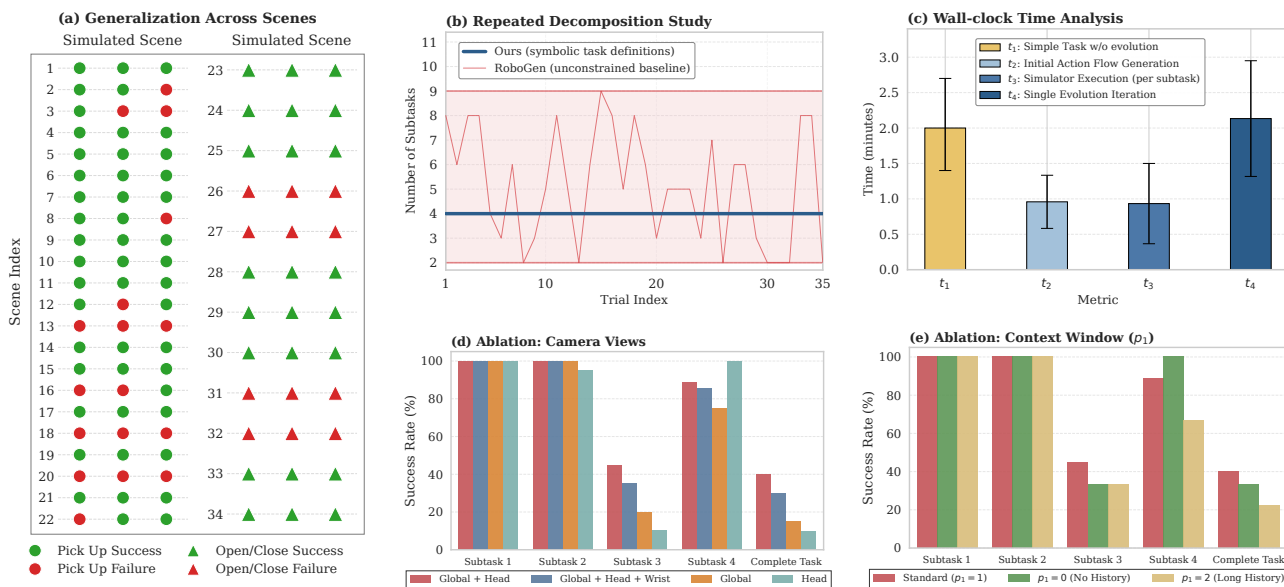 (a) Generalization Across Scenes
Simulated Scene
Simulated Scene
Scene Index
1
2
3
4
5
6
7
8
9
10
11
12
13
14
15
16
17
18
19
20
21
22
23
24
25
26
27
28
29
30
31
32
33
34
Pick Up Success
Pick Up Failure
Open/Close Success
Open/Close Failure
(b) Repeated Decomposition Study
Ours (symbolic task definitions)
RoboGen (unconstrained baseline)
Number of Subtasks
11
10
9
8
7
6
5
4
3
2
1
10
20
30
35
Trial Index
(c) Wall-clock Time Analysis
t₁: Simple Task w/o evolution
t₂: Initial Action Flow Generation
t₃: Simulator Execution (per subtask)
t₄: Single Evolution Iteration
Time (minutes)
3.0
2.5
2.0
1.5
1.0
0.5
0.0
t₁
t₂
t₃
t₄
Metric
(d) Ablation: Camera Views
Success Rate (%)
100
80
60
40
20
0
Subtask 1
Subtask 2
Subtask 3
Subtask 4
Complete Task
Global + Head
Global + Head + Wrist
Global
Head
(e) Ablation: Context Window (p₁)
Success Rate (%)
100
80
60
40
20
0
Subtask 1
Subtask 2
Subtask 3
Subtask 4
Complete Task
Standard (p₁ = 1)
p₁ = 0 (No History)
p₁ = 2 (Long History)